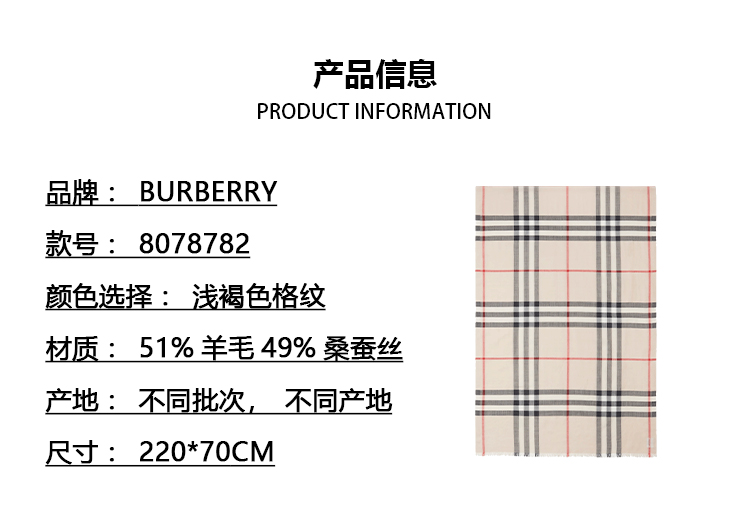 产品信息
PRODUCT INFORMATION
品牌： BURBERRY
款号： 8078782
颜色选择： 浅褐色格纹
材质： 51% 羊毛 49% 桑蚕丝
产地： 不同批次， 不同产地
尺寸： 220*70CM